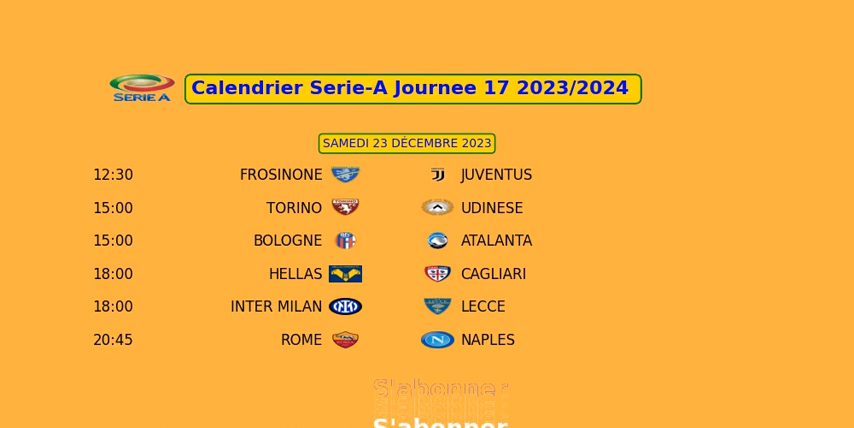 SERIE A Calendrier Serie-A Journee 17 2023/2024
SAMEDI 23 DÉCEMBRE 2023
12:30 FROSINONE JUVENTUS
15:00 TORINO UDINESE
15:00 BOLOGNE ATALANTA
18:00 HELLAS CAGLIARI
18:00 INTER MILAN LECCE
20:45 ROME NAPLES
S'abonner
S'abonner